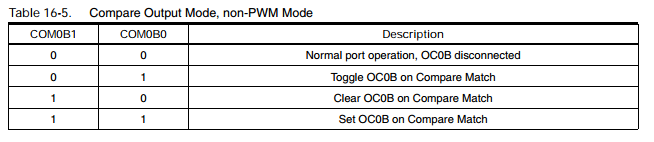 Table 16-5. Compare Output Mode, non-PWM Mode
COM0B1 COM0B0 Description
0 0 Normal port operation, OC0B disconnected
0 1 Toggle OC0B on Compare Match
1 0 Clear OC0B on Compare Match
1 1 Set OC0B on Compare Match